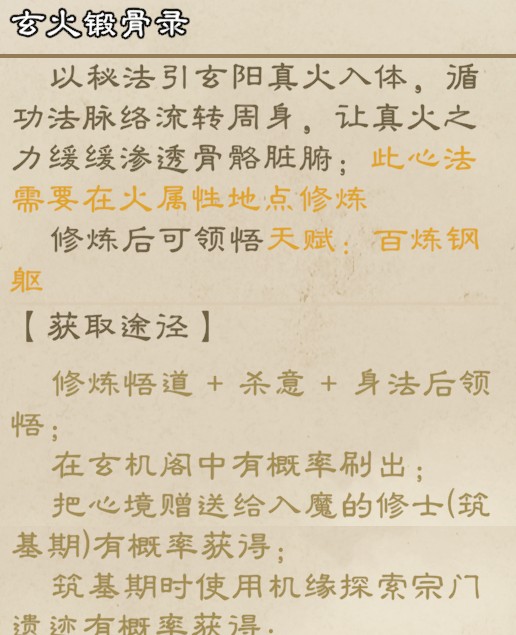 玄火锻骨录
以秘法引玄阳真火入体，循
功法脉络流转周身，让真火之
力缓缓渗透骨骼脏腑；此心法
需要在火属性地点修炼
修炼后可领悟天赋：百炼钢
躯
【获取途径】
修炼悟道 + 杀意 + 身法后领
悟；
在玄机阁中有概率刷出；
把心境赠送给入魔的修士(筑
基期)有概率获得；
筑基期时使用机缘探索宗门
遗迹有概率获得；